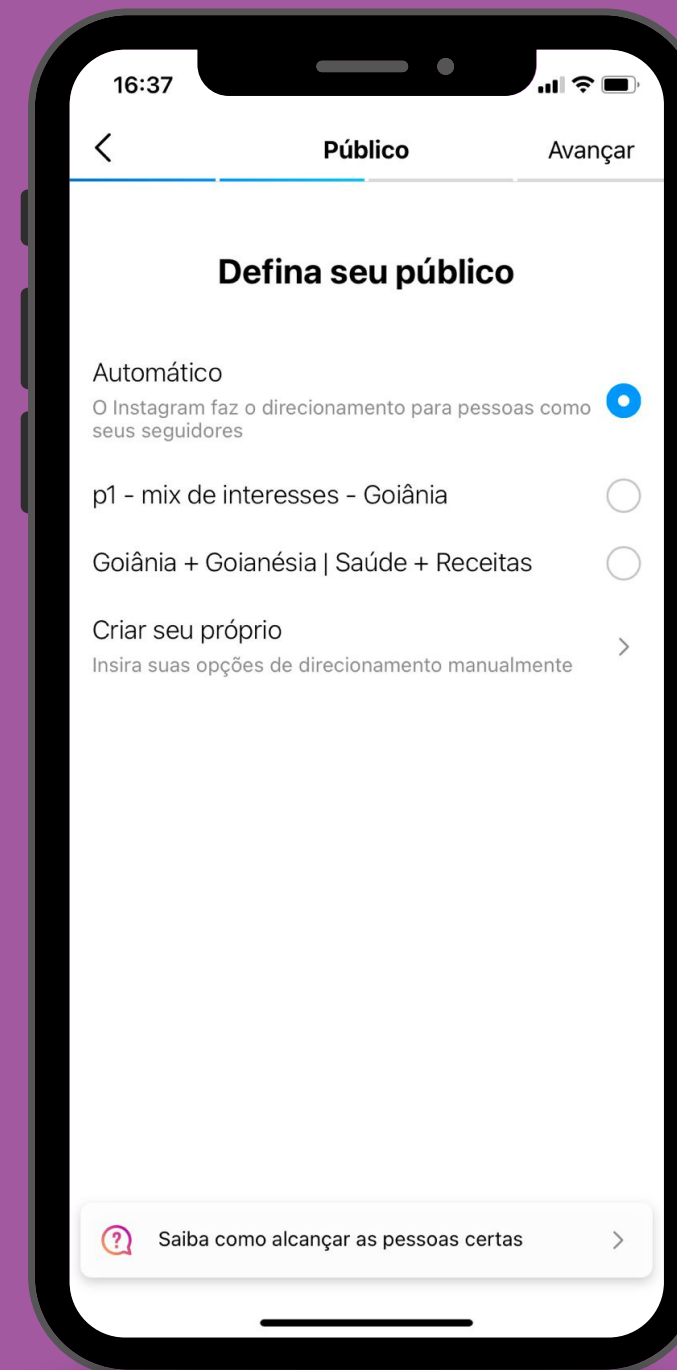 16:37
Público
Avançar
Defina seu público
Automático
O Instagram faz o direcionamento para pessoas como
seus seguidores
p1 - mix de interesses - Goiânia
Goiânia + Goianésia | Saúde + Receitas
Criar seu próprio
Insira suas opções de direcionamento manualmente
Saiba como alcançar as pessoas certas